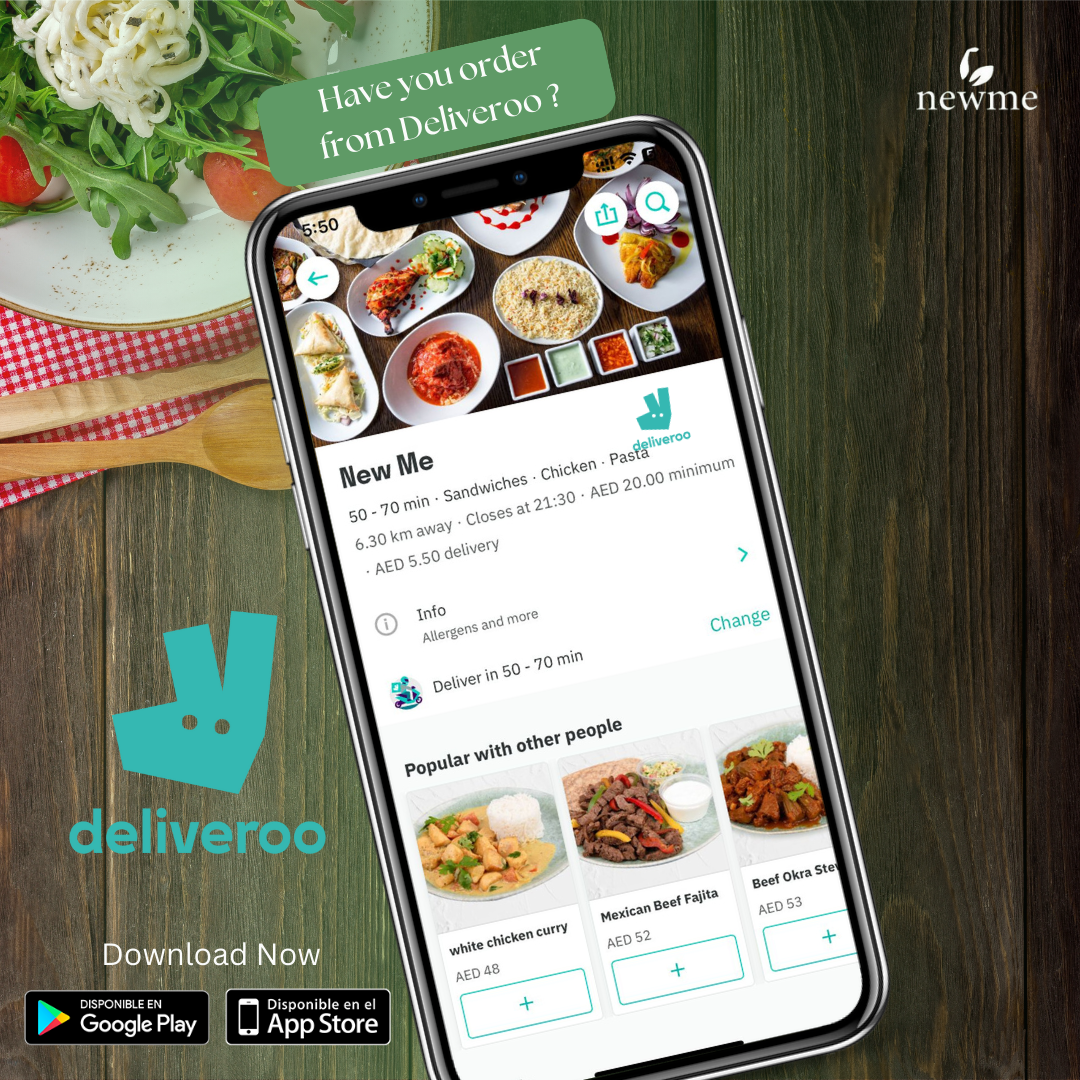 Have you order
from Deliveroo ?
newme
5:50
deliveroo
New Me
50 - 70 min · Sandwiches · Chicken · Pasta
6.30 km away · Closes at 21:30 · AED 20.00 minimum
· AED 5.50 delivery
Info
Allergens and more
Deliver in 50 - 70 min
Change
Popular with other people
white chicken curry
AED 48
Mexican Beef Fajita
AED 52
Beef Okra
AED 53
deliveroo
Download Now
DISPONIBLE EN
Google Play
Disponible en el
App Store